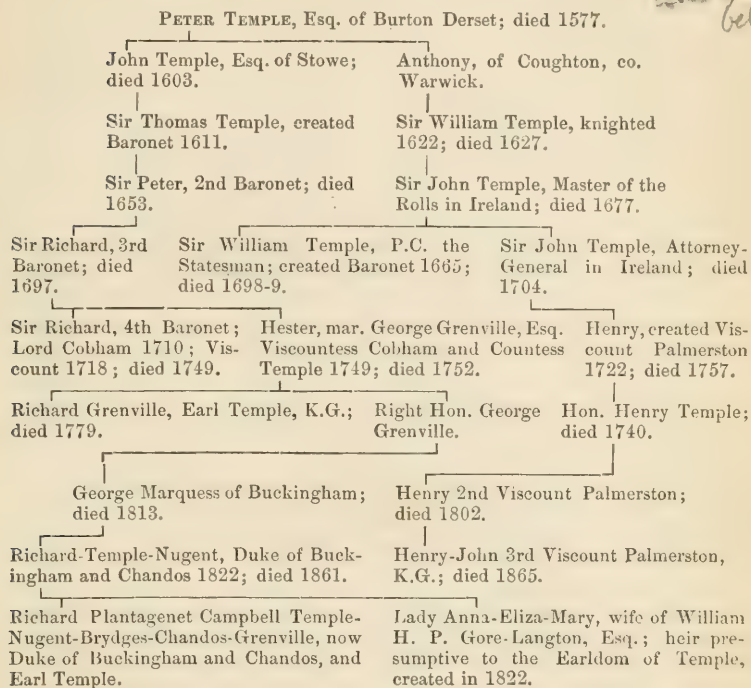 PETER TEMPLE, Esq. of Burton Derset; died 1577.
John Temple, Esq. of Stowe;
died 1603.
Anthony, of Coughton, co.
Warwick.
Sir Thomas Temple, created
Baronet 1611.
Sir William Temple, knighted
1622; died 1627.
Sir Peter, 2nd Baronet; died
1653.
Sir John Temple, Master of the
Rolls in Ireland; died 1677.
Sir Richard, 3rd
Baronet; died
1697.
Sir William Temple, P.C. the
Statesman; created Baronet 1665;
died 1698-9.
Sir John Temple, Attorney-
General in Ireland; died
1704.
Sir Richard, 4th Baronet;
Lord Cobham 1710; Vis-
count 1718; died 1749.
Hester, mar. George Grenville, Esq.
Viscountess Cobham and Countess
Temple 1749; died 1752.
Henry, created Vis-
count Palmerston
1722; died 1757.
Richard Grenville, Earl Temple, K.G.;
died 1779.
Right Hon. George
Grenville.
Hon. Henry Temple;
died 1740.
George Marquess of Buckingham;
died 1813.
Henry 2nd Viscount Palmerston;
died 1802.
Richard-Temple-Nugent, Duke of Buck-
ingham and Chandos 1822; died 1861.
Henry-John 3rd Viscount Palmerston,
K.G.; died 1865.
Richard Plantagenet Campbell Temple-
Nugent-Brydges-Chandos-Grenville, now
Duke of Buckingham and Chandos, and
Earl Temple.
Lady Anna-Eliza-Mary, wife of William
H. P. Gore-Langton, Esq.; heir pre-
sumptive to the Earldom of Temple,
created in 1822.